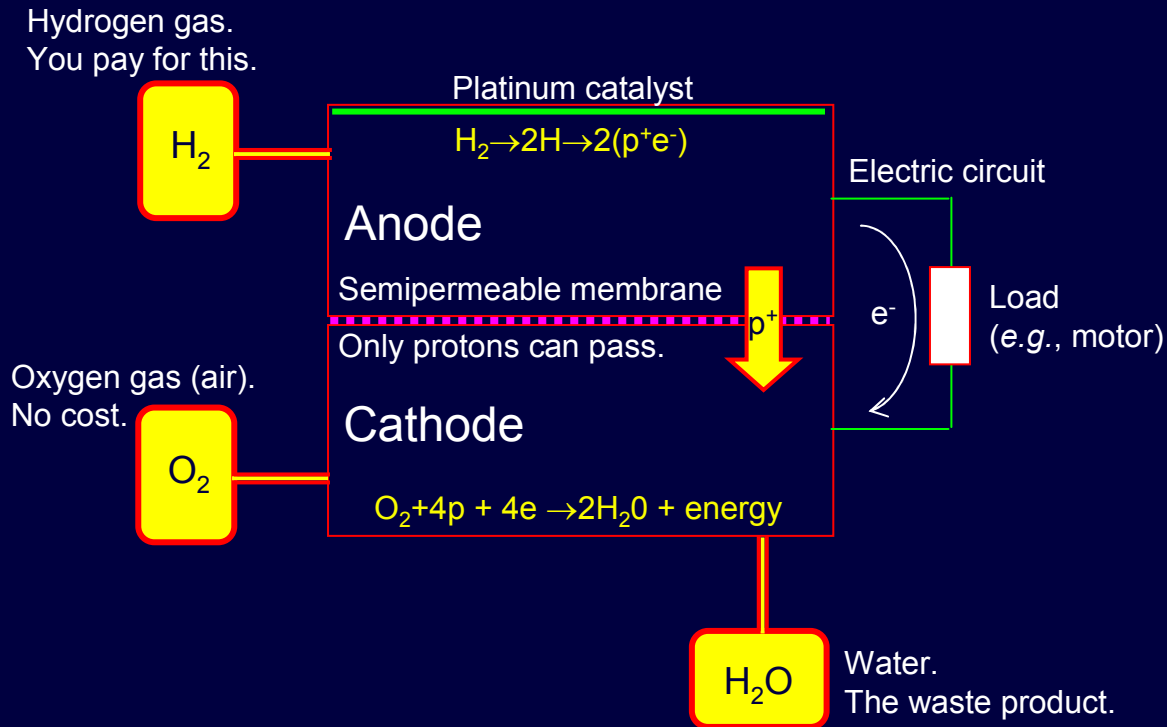 Hydrogen gas.
You pay for this.
H₂
Platinum catalyst
H₂→2H→2(p⁺e⁻)
Electric circuit
Anode
Semipermeable membrane
p⁺
e⁻
Load
(e.g., motor)
Only protons can pass.
Oxygen gas (air).
No cost.
Cathode
O₂
O₂+4p + 4e →2H₂0 + energy
H₂O
Water.
The waste product.